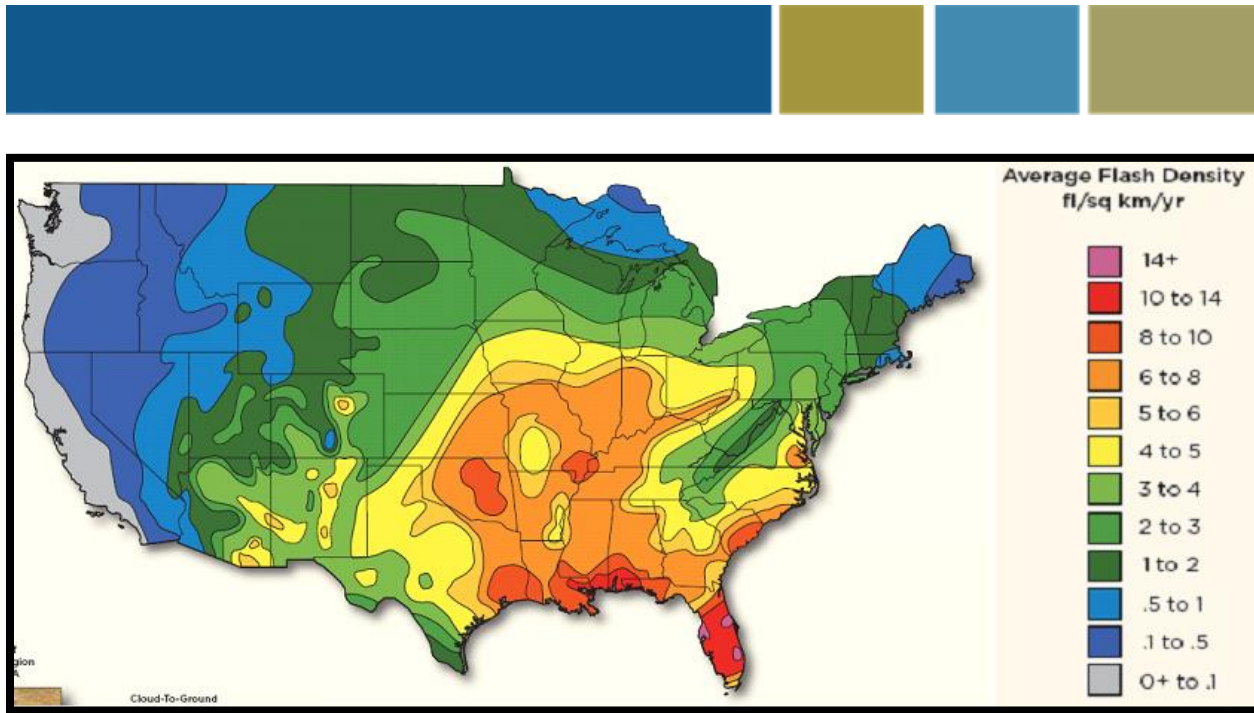 Average Flash Density
fl/sq km/yr
14+
10 to 14
8 to 10
6 to 8
5 to 6
4 to 5
3 to 4
2 to 3
1 to 2
.5 to 1
.1 to .5
0+ to .1
Cloud-To-Ground